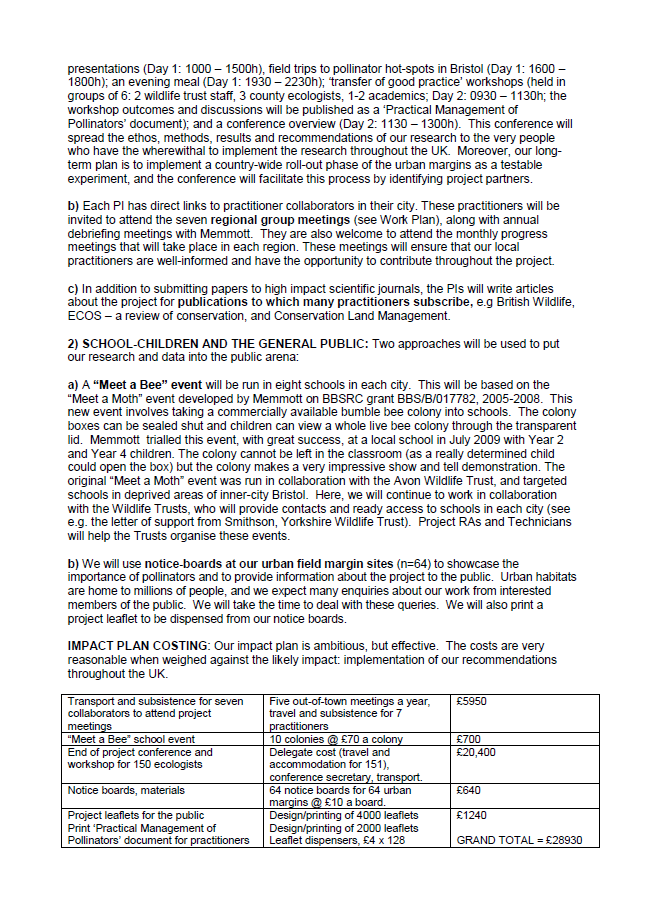 presentations (Day 1: 1000 – 1500h), field trips to pollinator hot-spots in Bristol (Day 1: 1600 –
1800h); an evening meal (Day 1: 1930 – 2230h); ‘transfer of good practice’ workshops (held in
groups of 6: 2 wildlife trust staff, 3 county ecologists, 1-2 academics; Day 2: 0930 – 1130h; the
workshop outcomes and discussions will be published as a ‘Practical Management of
Pollinators’ document); and a conference overview (Day 2: 1130 – 1300h). This conference will
spread the ethos, methods, results and recommendations of our research to the very people
who have the wherewithal to implement the research throughout the UK. Moreover, our long-
term plan is to implement a country-wide roll-out phase of the urban margins as a testable
experiment, and the conference will facilitate this process by identifying project partners.
b) Each PI has direct links to practitioner collaborators in their city. These practitioners will be
invited to attend the seven regional group meetings (see Work Plan), along with annual
debriefing meetings with Memmott. They are also welcome to attend the monthly progress
meetings that will take place in each region. These meetings will ensure that our local
practitioners are well-informed and have the opportunity to contribute throughout the project.
c) In addition to submitting papers to high impact scientific journals, the PIs will write articles
about the project for publications to which many practitioners subscribe, e.g British Wildlife,
ECOS – a review of conservation, and Conservation Land Management.
2) SCHOOL-CHILDREN AND THE GENERAL PUBLIC: Two approaches will be used to put
our research and data into the public arena:
a) A “Meet a Bee” event will be run in eight schools in each city. This will be based on the
“Meet a Moth” event developed by Memmott on BBSRC grant BBS/B/017782, 2005-2008. This
new event involves taking a commercially available bumble bee colony into schools. The colony
boxes can be sealed shut and children can view a whole live bee colony through the transparent
lid. Memmott trialled this event, with great success, at a local school in July 2009 with Year 2
and Year 4 children. The colony cannot be left in the classroom (as a really determined child
could open the box) but the colony makes a very impressive show and tell demonstration. The
original “Meet a Moth” event was run in collaboration with the Avon Wildlife Trust, and targeted
schools in deprived areas of inner-city Bristol. Here, we will continue to work in collaboration
with the Wildlife Trusts, who will provide contacts and ready access to schools in each city (see
e.g. the letter of support from Smithson, Yorkshire Wildlife Trust). Project RAs and Technicians
will help the Trusts organise these events.
b) We will use notice-boards at our urban field margin sites (n=64) to showcase the
importance of pollinators and to provide information about the project to the public. Urban habitats
are home to millions of people, and we expect many enquiries about our work from interested
members of the public. We will take the time to deal with these queries. We will also print a
project leaflet to be dispensed from our notice boards.
IMPACT PLAN COSTING: Our impact plan is ambitious, but effective. The costs are very
reasonable when weighed against the likely impact: implementation of our recommendations
throughout the UK.
Transport and subsistence for seven
collaborators to attend project
meetings
Five out-of-town meetings a year,
travel and subsistence for 7
practitioners
£5950
“Meet a Bee” school event
10 colonies @ £70 a colony
£700
End of project conference and
workshop for 150 ecologists
Delegate cost (travel and
accommodation for 151),
conference secretary, transport.
£20,400
Notice boards, materials
64 notice boards for 64 urban
margins @ £10 a board.
£640
Project leaflets for the public
Print ‘Practical Management of
Pollinators’ document for practitioners
Design/printing of 4000 leaflets
Design/printing of 2000 leaflets
Leaflet dispensers, £4 x 128
£1240
GRAND TOTAL = £28930